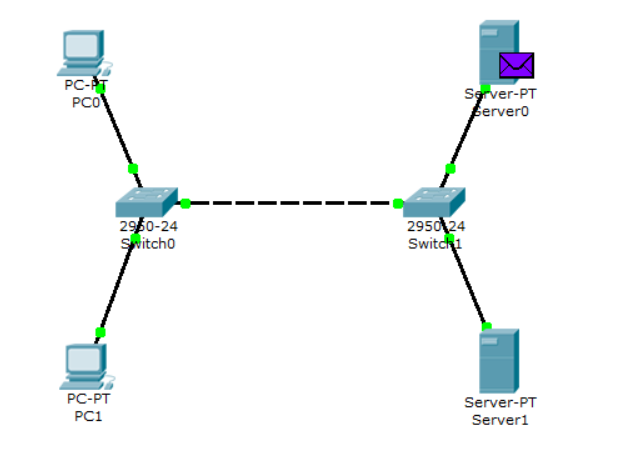 PC-PT
PC0
Server-PT
Server0
2950-24
Switch0
2950-24
Switch1
PC-PT
PC1
Server-PT
Server1